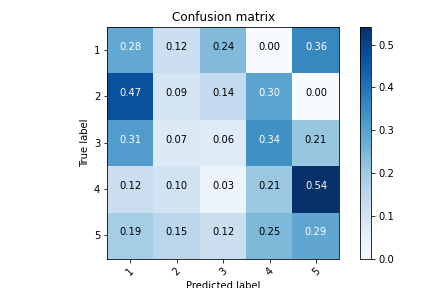 Confusion matrix
1 0.28 0.12 0.24 0.00 0.36
2 0.47 0.09 0.14 0.30 0.00
3 0.31 0.07 0.06 0.34 0.21
4 0.12 0.10 0.03 0.21 0.54
5 0.19 0.15 0.12 0.25 0.29
1 2 3 4 5
True label
Predicted label
0.5
0.4
0.3
0.2
0.1
0.0